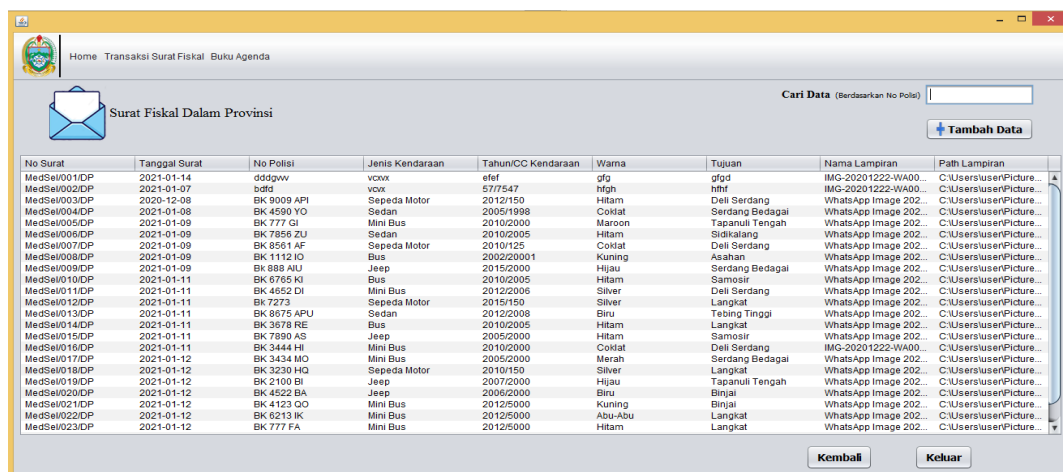 Home Transaksi Surat Fiskal Buku Agenda
Surat Fiskal Dalam Provinsi
Cari Data (Berdasarkan No Polisi)
Tambah Data
No Surat Tanggal Surat No Polisi Jenis Kendaraan Tahun/CC Kendaraan Warna Tujuan Nama Lampiran Path Lampiran
MedSel/001/DP 2021-01-14 dddgvw vcxvx efef gfg gfgd IMG-20201222-WA00... C:\Users\user\Picture...
MedSel/002/DP 2021-01-07 bdfd vcvx 57/7547 hfgh hfhf IMG-20201222-WA00... C:\Users\user\Picture...
MedSel/003/DP 2020-12-08 BK 9009 API Sepeda Motor 2012/150 Hitam Deli Serdang WhatsApp Image 202... C:\Users\user\Picture...
MedSel/004/DP 2021-01-08 BK 4590 YO Sedan 2005/1998 Coklat Serdang Bedagai WhatsApp Image 202... C:\Users\user\Picture...
MedSel/005/DP 2021-01-09 BK 777 GI Mini Bus 2010/2000 Maroon Tapanuli Tengah WhatsApp Image 202... C:\Users\user\Picture...
MedSel/006/DP 2021-01-09 BK 7856 ZU Sedan 2010/2005 Hitam Sidikalang WhatsApp Image 202... C:\Users\user\Picture...
MedSel/007/DP 2021-01-09 BK 8561 AF Sepeda Motor 2010/125 Coklat Deli Serdang WhatsApp Image 202... C:\Users\user\Picture...
MedSel/008/DP 2021-01-09 BK 1112 IO Bus 2002/20001 Kuning Asahan WhatsApp Image 202... C:\Users\user\Picture...
MedSel/009/DP 2021-01-09 Bk 888 AIU Jeep 2015/2000 Hijau Serdang Bedagai WhatsApp Image 202... C:\Users\user\Picture...
MedSel/010/DP 2021-01-11 BK 6765 KI Bus 2010/2005 Hitam Samosir WhatsApp Image 202... C:\Users\user\Picture...
MedSel/011/DP 2021-01-11 BK 4652 DI Mini Bus 2012/2006 Silver Deli Serdang WhatsApp Image 202... C:\Users\user\Picture...
MedSel/012/DP 2021-01-11 Bk 7273 Sepeda Motor 2015/150 Silver Langkat WhatsApp Image 202... C:\Users\user\Picture...
MedSel/013/DP 2021-01-11 BK 8675 APU Sedan 2012/2008 Biru Tebing Tinggi WhatsApp Image 202... C:\Users\user\Picture...
MedSel/014/DP 2021-01-11 BK 3678 RE Bus 2010/2005 Hitam Langkat WhatsApp Image 202... C:\Users\user\Picture...
MedSel/015/DP 2021-01-11 BK 7890 AS Jeep 2005/2000 Hitam Samosir WhatsApp Image 202... C:\Users\user\Picture...
MedSel/016/DP 2021-01-11 BK 3444 HI Mini Bus 2010/2000 Coklat Deli Serdang IMG-20201222-WA00... C:\Users\user\Picture...
MedSel/017/DP 2021-01-12 BK 3434 MO Mini Bus 2005/2000 Merah Serdang Bedagai WhatsApp Image 202... C:\Users\user\Picture...
MedSel/018/DP 2021-01-12 BK 3230 HQ Sepeda Motor 2010/150 Silver Langkat WhatsApp Image 202... C:\Users\user\Picture...
MedSel/019/DP 2021-01-12 BK 2100 BI Jeep 2007/2000 Hijau Tapanuli Tengah WhatsApp Image 202... C:\Users\user\Picture...
MedSel/020/DP 2021-01-12 BK 4522 BA Jeep 2006/2000 Biru Binjai WhatsApp Image 202... C:\Users\user\Picture...
MedSel/021/DP 2021-01-12 BK 4123 QO Mini Bus 2012/5000 Kuning Binjai WhatsApp Image 202... C:\Users\user\Picture...
MedSel/022/DP 2021-01-12 BK 6213 IK Mini Bus 2012/5000 Abu-Abu Langkat WhatsApp Image 202... C:\Users\user\Picture...
MedSel/023/DP 2021-01-12 BK 777 FA Mini Bus 2012/5000 Hitam Langkat WhatsApp Image 202... C:\Users\user\Picture...
Kembali Keluar